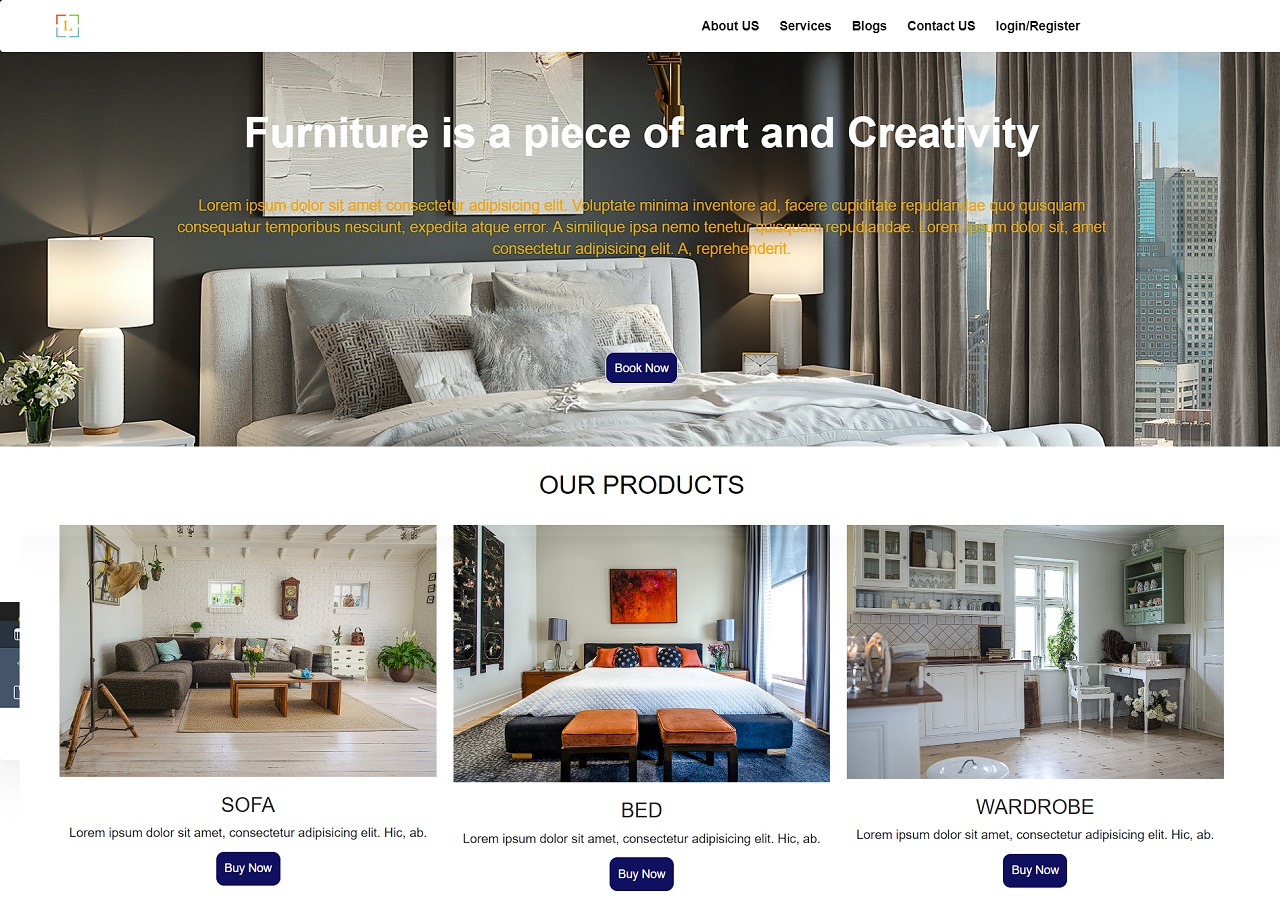 L
About US Services Blogs Contact US login/Register
Furniture is a piece of art and Creativity
Lorem ipsum dolor sit amet consectetur adipisicing elit. Voluptate minima inventore ad, facere cupiditate repudiandae quo quisquam
consequatur temporibus nesciunt, expedita atque error. A similique ipsa nemo tenetur quisquam repudiandae. Lorem ipsum dolor sit, amet
consectetur adipisicing elit. A, reprehenderit.
Book Now
OUR PRODUCTS
SOFA
Lorem ipsum dolor sit amet, consectetur adipisicing elit. Hic, ab.
Buy Now
BED
Lorem ipsum dolor sit amet, consectetur adipisicing elit. Hic, ab.
Buy Now
WARDROBE
Lorem ipsum dolor sit amet, consectetur adipisicing elit. Hic, ab.
Buy Now